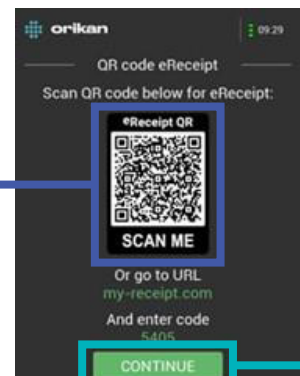 orikan 09:29
QR code eReceipt
Scan QR code below for eReceipt:
eReceipt QR
SCAN ME
Or go to URL
my-receipt.com
And enter code
5405
CONTINUE